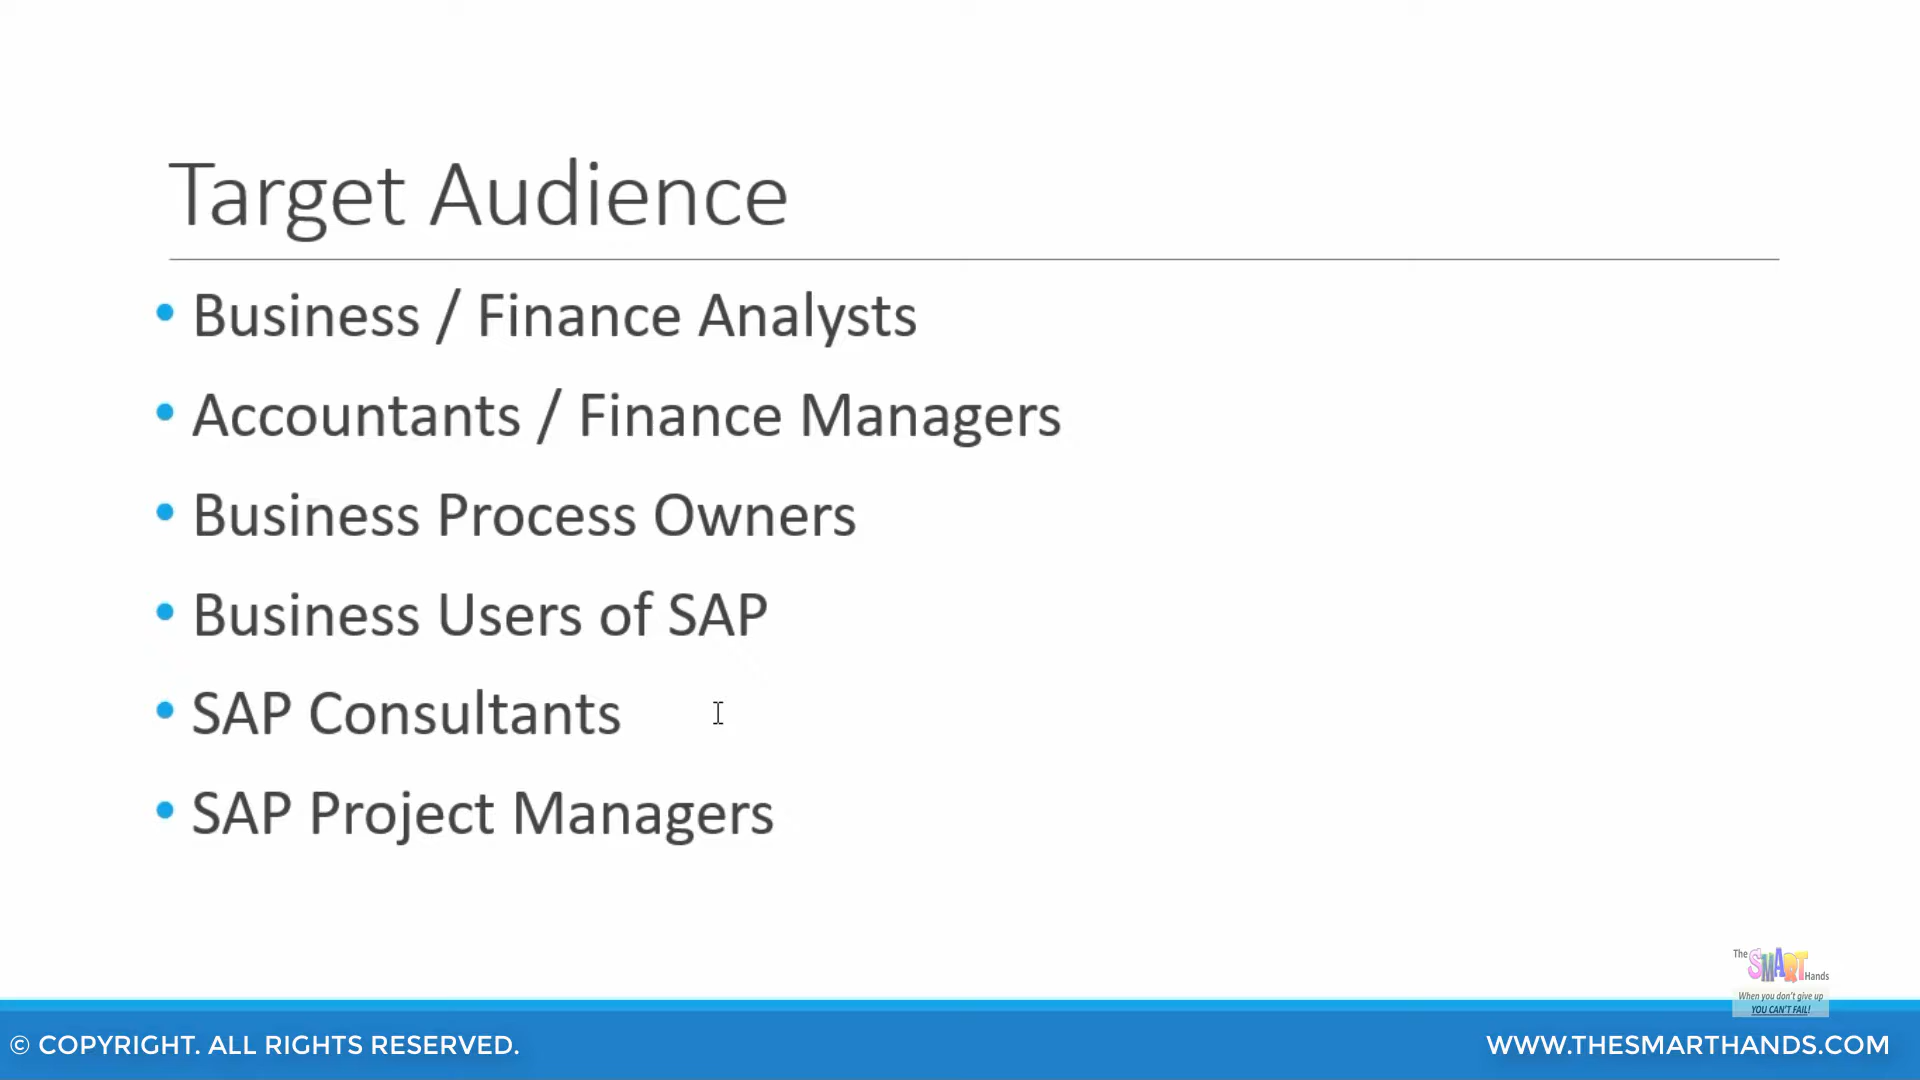 Target Audience
• Business / Finance Analysts
• Accountants / Finance Managers
• Business Process Owners
• Business Users of SAP
• SAP Consultants
• SAP Project Managers
The SMART Hands
When you don't give up
YOU CAN'T FAIL!
© COPYRIGHT. ALL RIGHTS RESERVED.
WWW.THESMARTHANDS.COM